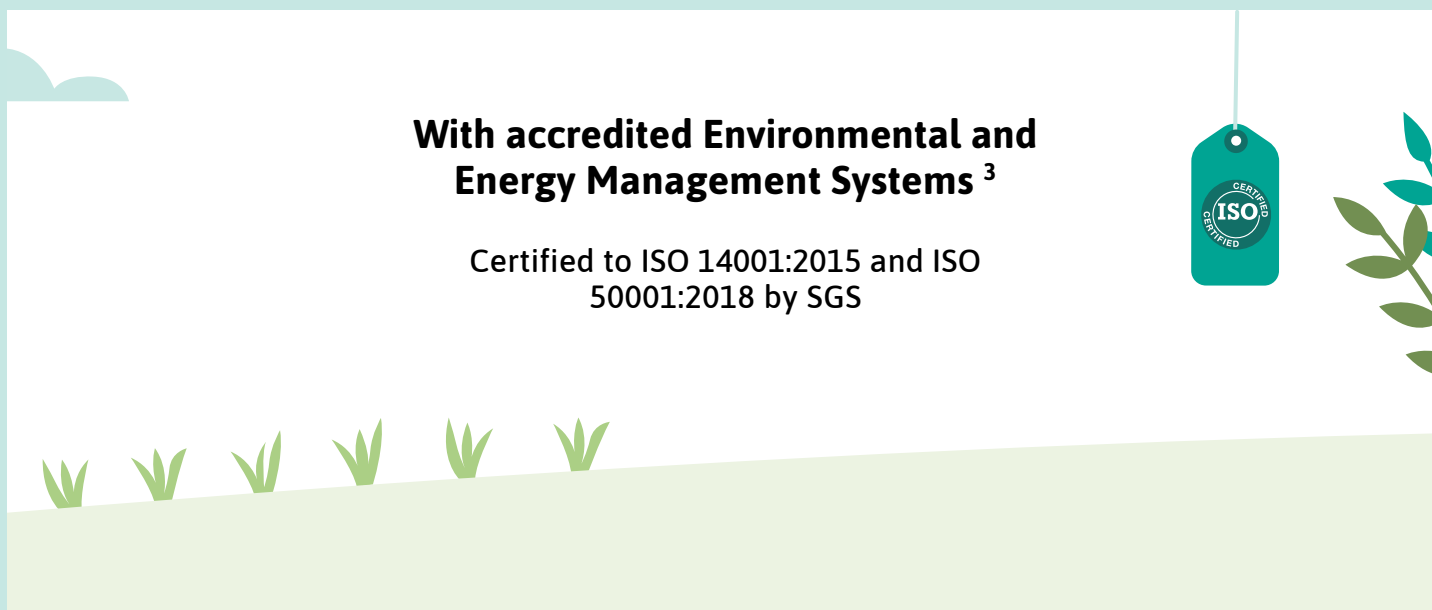 With accredited Environmental and
Energy Management Systems ³
Certified to ISO 14001:2015 and ISO
50001:2018 by SGS
CERTIFIED
ISO
CERTIFIED